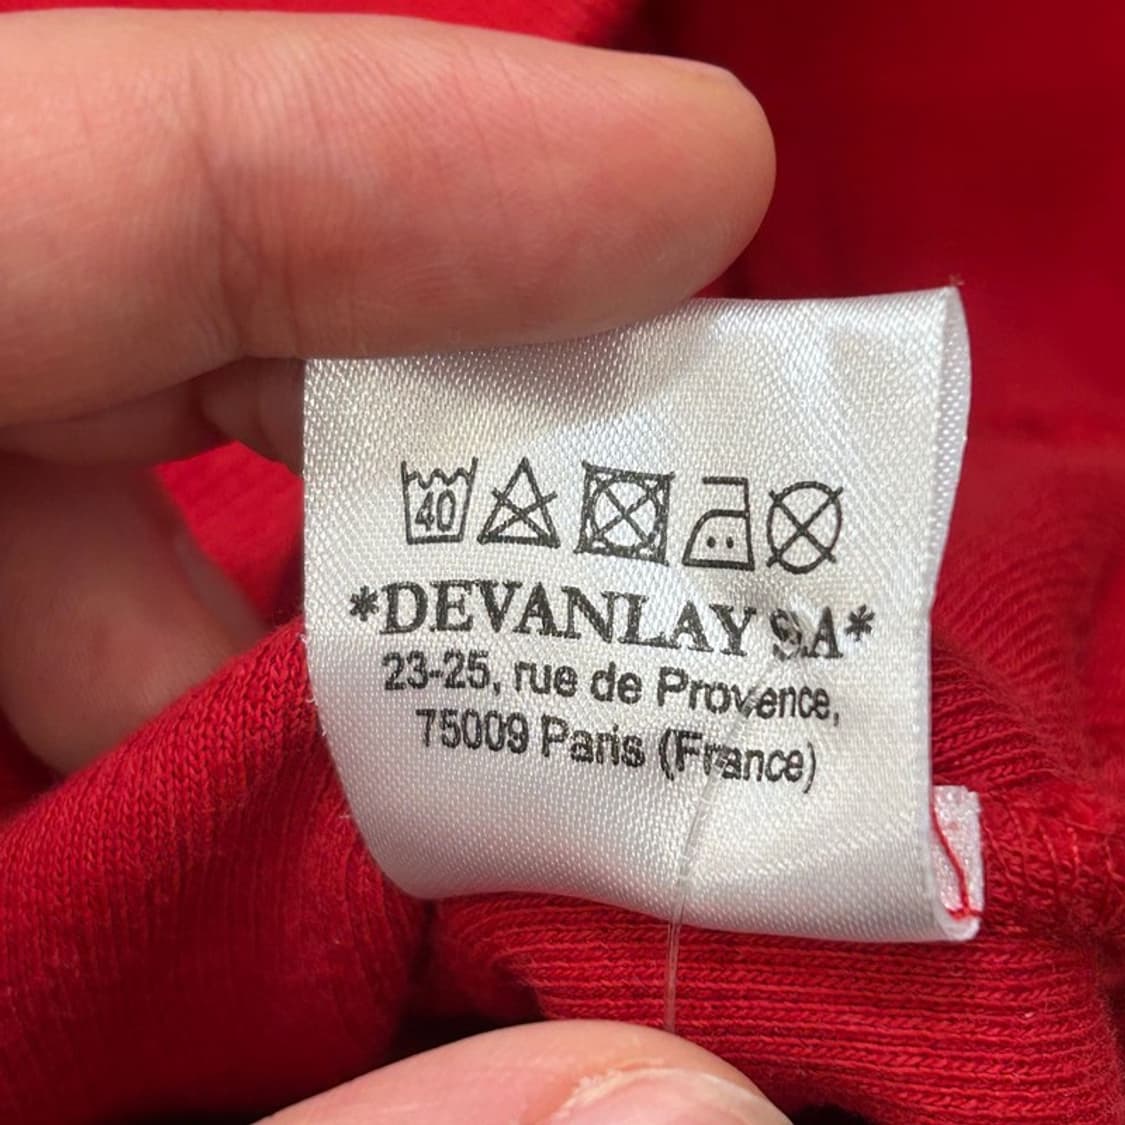 40
*DEVANLAY SA*
23-25, rue de Provence,
75009 Paris (France)